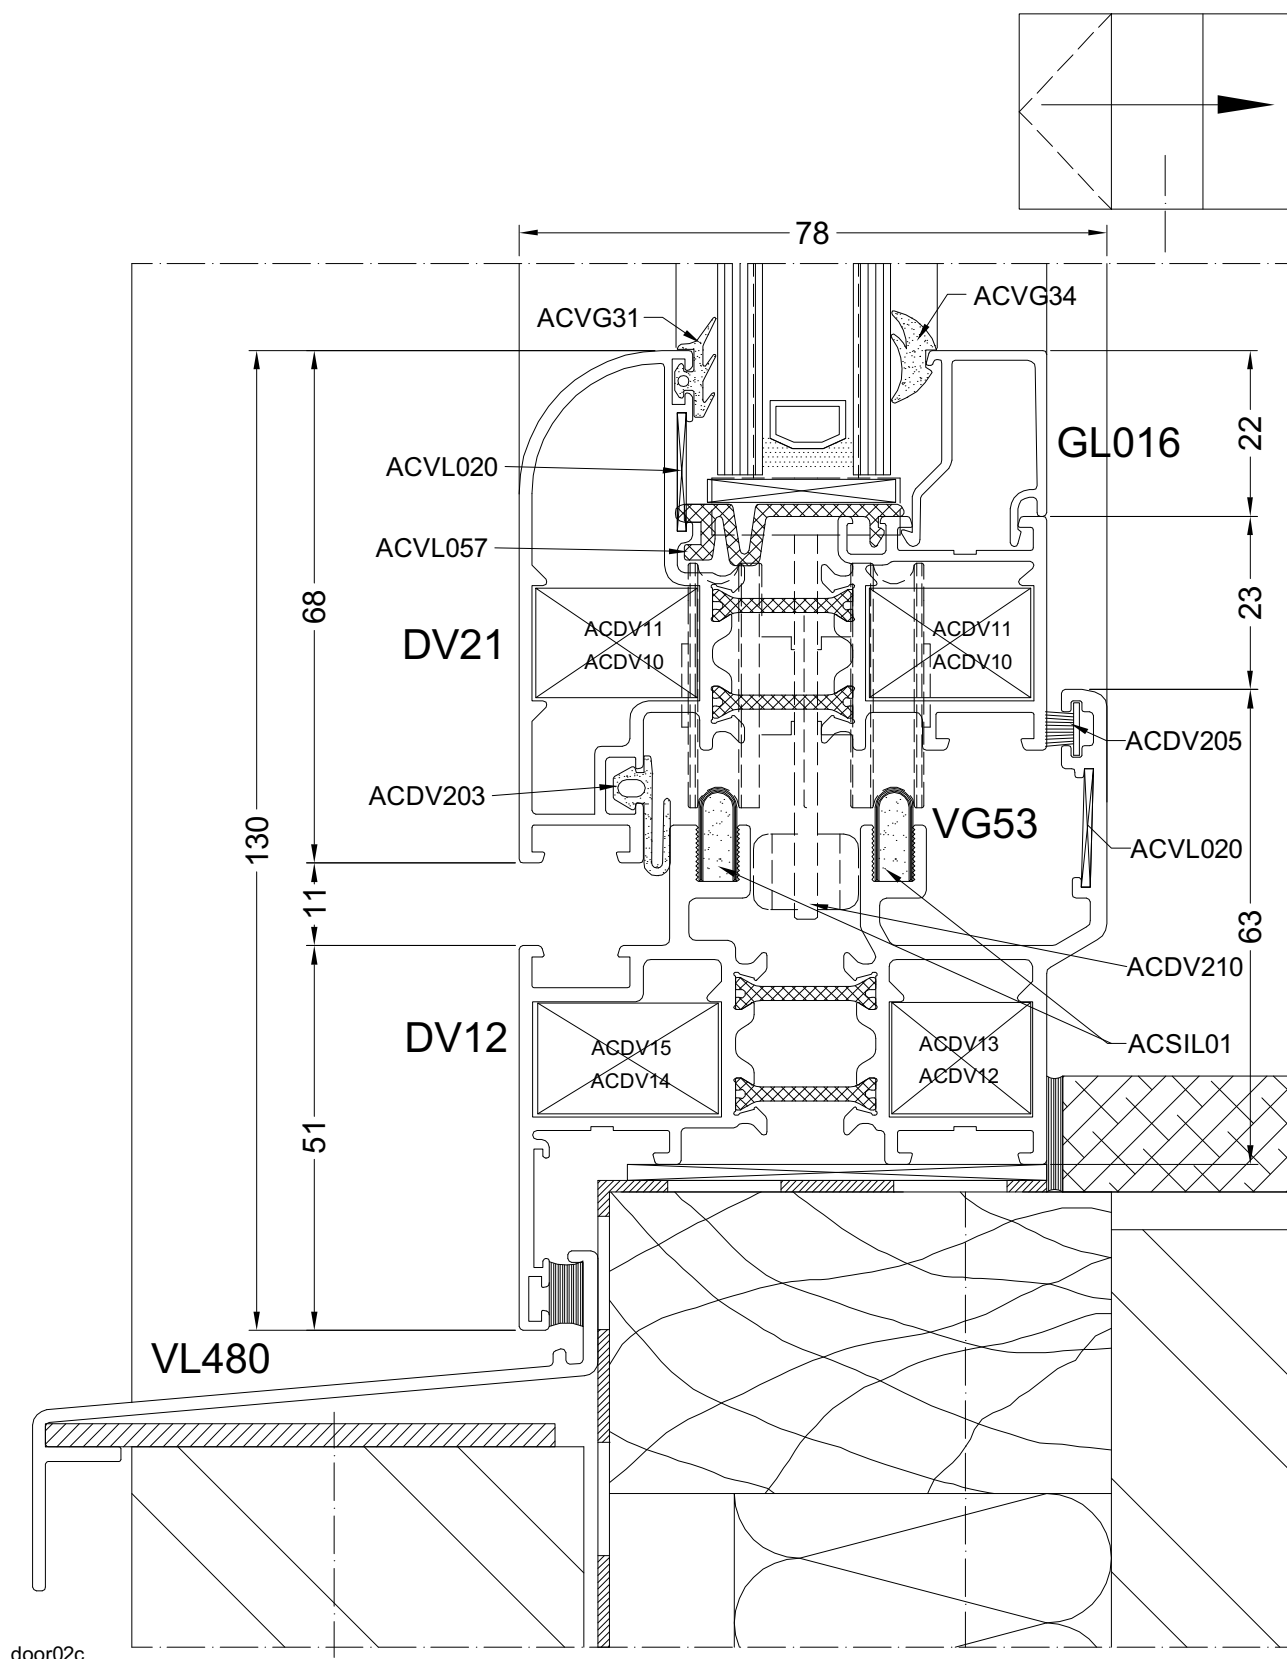 78
ACVG31
ACVG34
ACVL020
GL016
22
ACVL057
68
DV21
ACDV11
ACDV10
ACDV11
ACDV10
23
ACDV205
ACDV203
VG53
130
ACVL020
11
63
ACDV210
DV12
ACDV15
ACDV14
ACDV13
ACDV12
ACSIL01
51
VL480
door02c